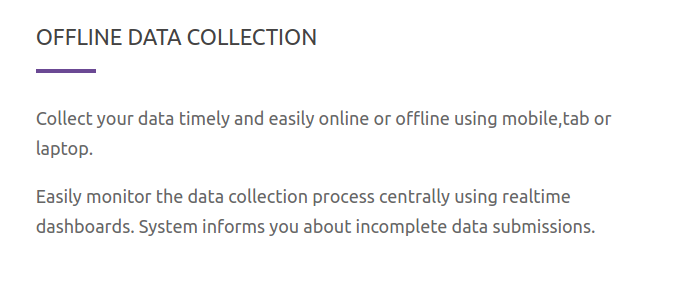 OFFLINE DATA COLLECTION
Collect your data timely and easily online or offline using mobile,tab or
laptop.
Easily monitor the data collection process centrally using realtime
dashboards. System informs you about incomplete data submissions.